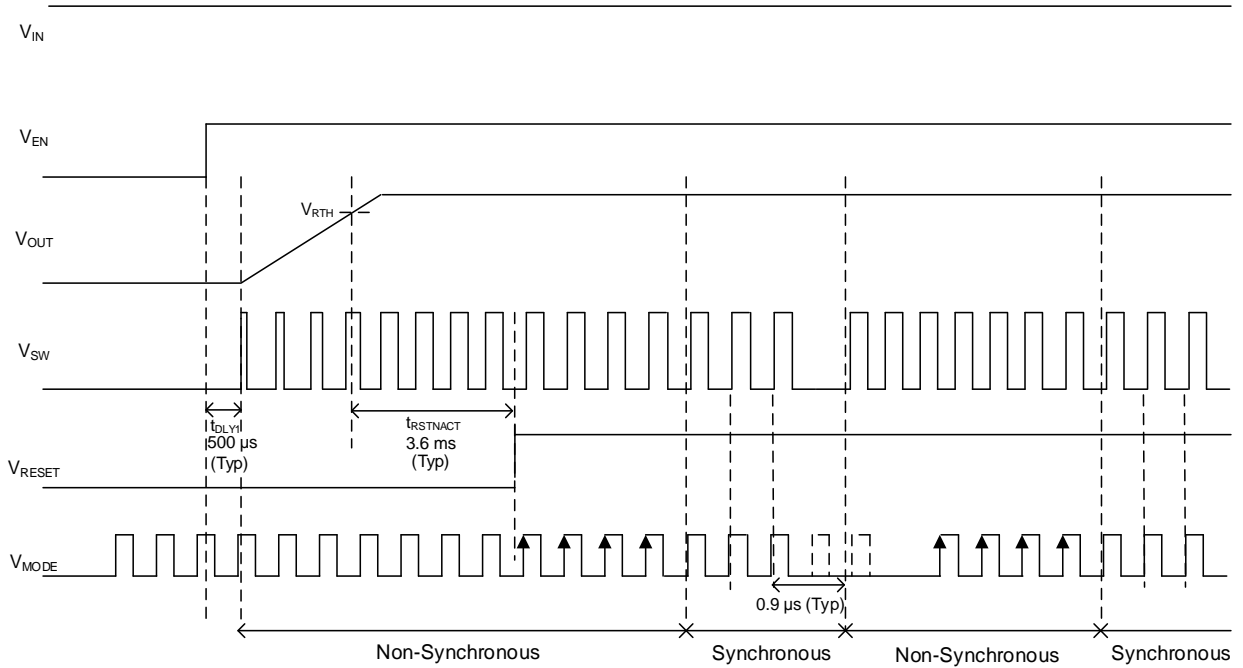 V_IN
V_EN
V_RTH
V_OUT
V_SW
t_DLY1
500 µs
(Typ)
t_RSTNACT
3.6 ms
(Typ)
V_RESET
V_MODE
0.9 µs (Typ)
Non-Synchronous
Synchronous
Non-Synchronous
Synchronous